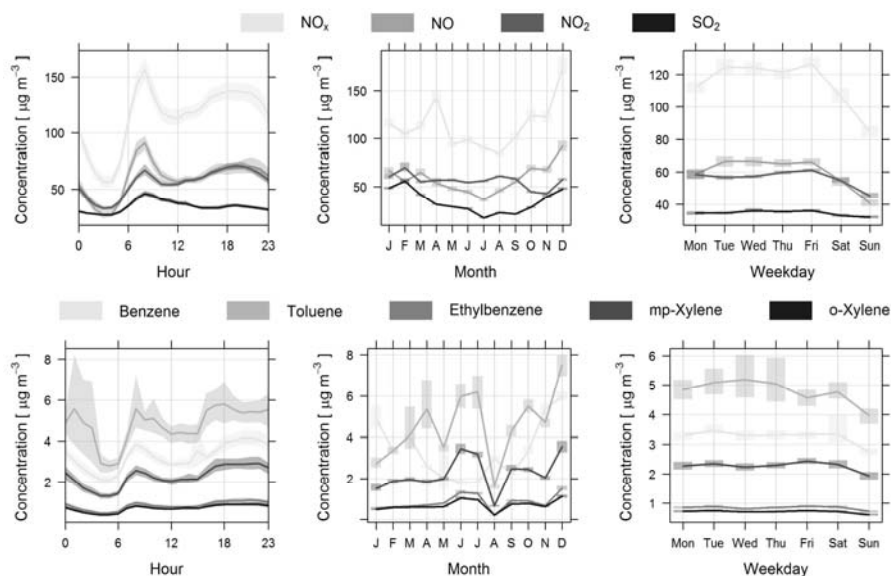 NOₓ NO NO₂ SO₂
Concentration [ µg m⁻³ ]
150
100
50
0 6 12 18 23
Hour
Concentration [ µg m⁻³ ]
150
100
50
J F M A M J J A S O N D
Month
Concentration [ µg m⁻³ ]
120
100
80
60
40
Mon Tue Wed Thu Fri Sat Sun
Weekday
Benzene Toluene Ethylbenzene mp-Xylene o-Xylene
Concentration [ µg m⁻³ ]
8
6
4
2
0 6 12 18 23
Hour
Concentration [ µg m⁻³ ]
8
6
4
2
J F M A M J J A S O N D
Month
Concentration [ µg m⁻³ ]
6
5
4
3
2
1
Mon Tue Wed Thu Fri Sat Sun
Weekday